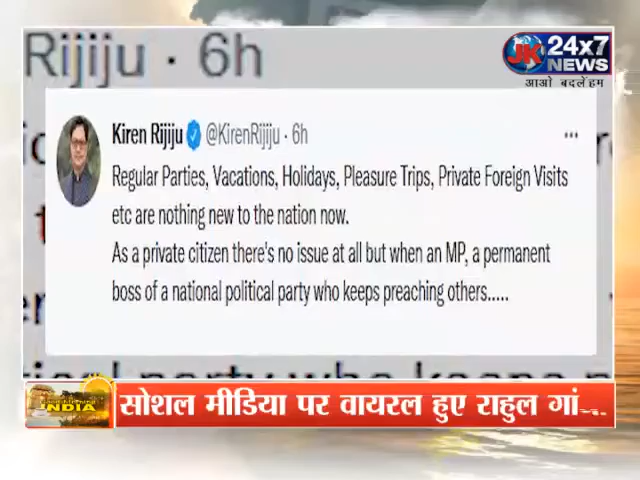 Rijiju · 6h
JK 24x7
NEWS
आओ बदलें हम
Kiren Rijiju @KirenRijiju · 6h
Regular Parties, Vacations, Holidays, Pleasure Trips, Private Foreign Visits
etc are nothing new to the nation now.
As a private citizen there's no issue at all but when an MP, a permanent
boss of a national political party who keeps preaching others.....
INDIA
सोशल मीडिया पर वायरल हुए राहुल गां